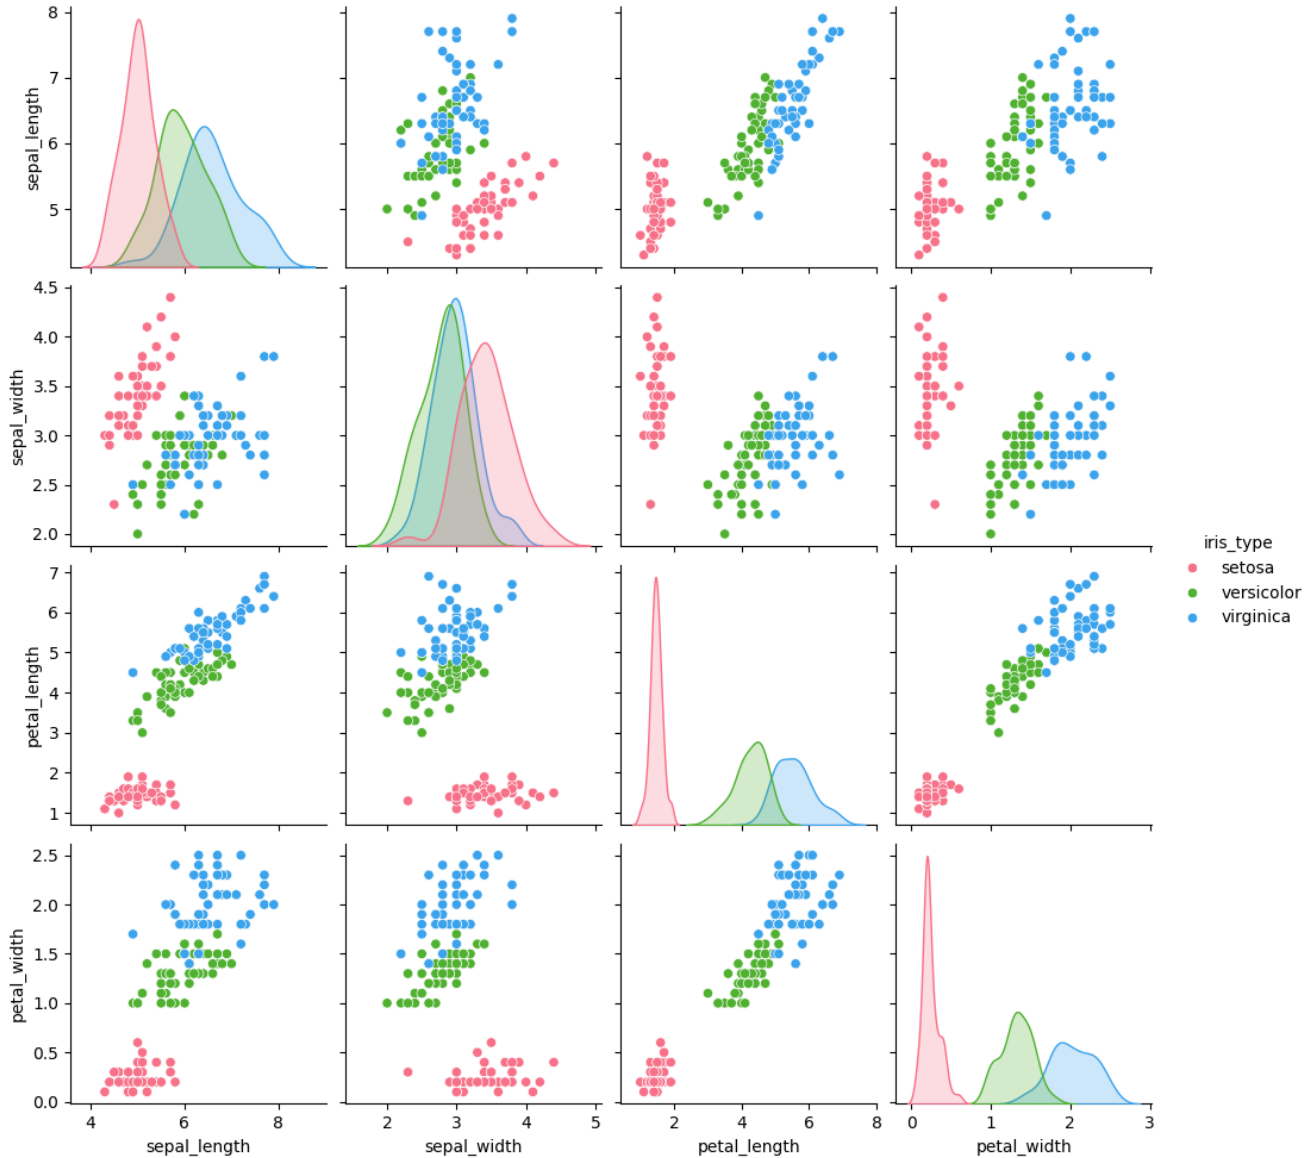 8
7
6
5
sepal_length
4.5
4.0
3.5
3.0
2.5
2.0
sepal_width
iris_type
setosa
versicolor
virginica
7
6
5
4
3
2
1
petal_length
2.5
2.0
1.5
1.0
0.5
0.0
petal_width
4 6 8
sepal_length
2 3 4 5
sepal_width
2 4 6 8
petal_length
0 1 2 3
petal_width